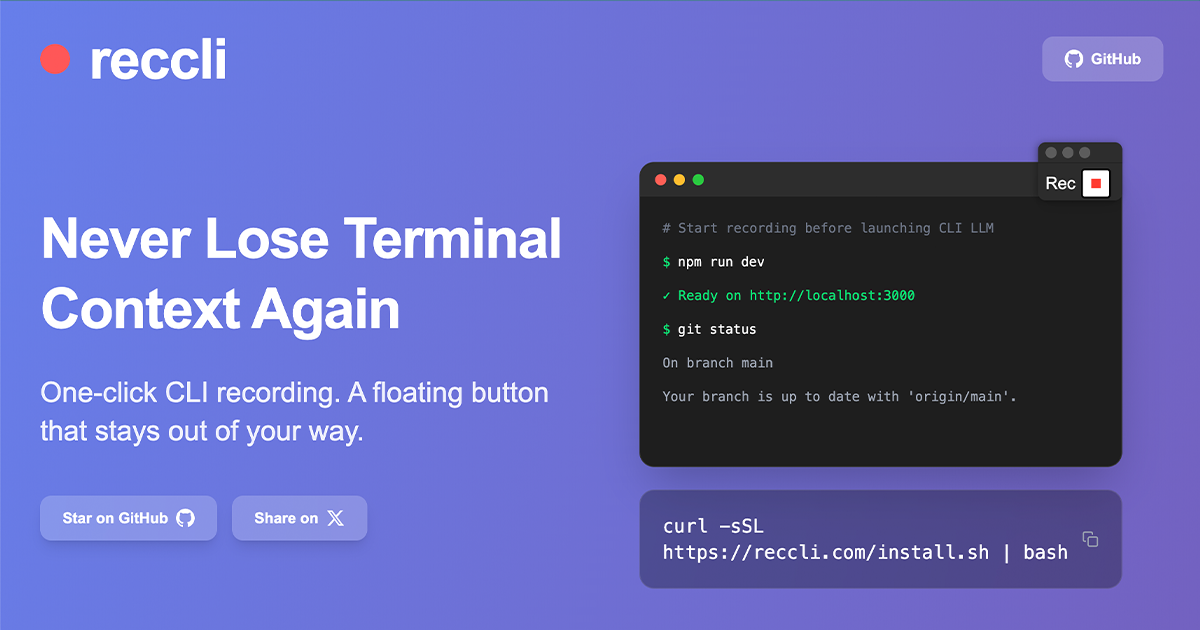 reccli
GitHub
Never Lose Terminal
Context Again
One-click CLI recording. A floating button
that stays out of your way.
Star on GitHub
Share on X
Rec
# Start recording before launching CLI LLM
$ npm run dev
✓ Ready on http://localhost:3000
$ git status
On branch main
Your branch is up to date with 'origin/main'.
curl -sSL
https://reccli.com/install.sh | bash